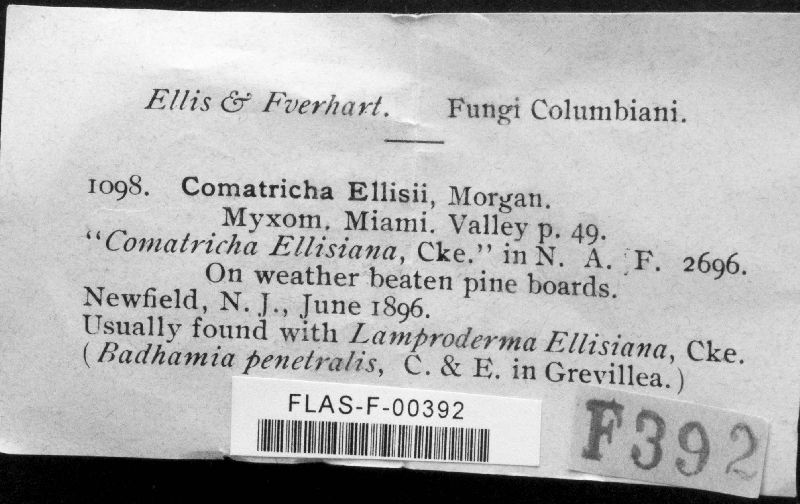 Ellis & Fverhart. Fungi Columbiani.
1098. Comatricha Ellisii, Morgan.
Myxom. Miami. Valley p. 49.
"Comatricha Ellisiana, Cke." in N. A. F. 2696.
On weather beaten pine boards.
Newfield, N. J., June 1896.
Usually found with Lamproderma Ellisiana, Cke.
(Badhamia penetralis, C. & E. in Grevillea.)
FLAS-F-00392
F392